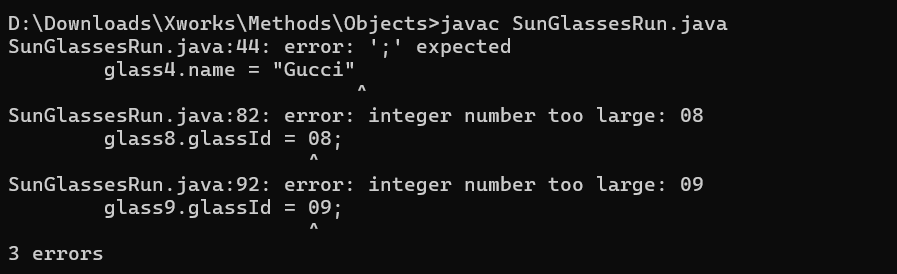 D:\Downloads\Xworks\Methods\Objects>javac SunGlassesRun.java
SunGlassesRun.java:44: error: ';' expected
        glass4.name = "Gucci"
                             ^
SunGlassesRun.java:82: error: integer number too large: 08
        glass8.glassId = 08;
                         ^
SunGlassesRun.java:92: error: integer number too large: 09
        glass9.glassId = 09;
                         ^
3 errors